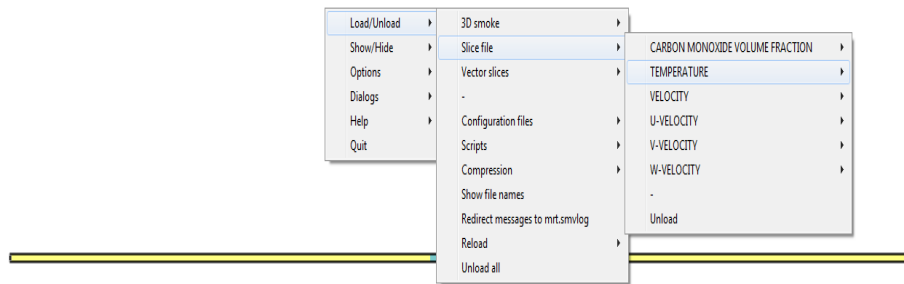 Load/Unload
Show/Hide
Options
Dialogs
Help
Quit
3D smoke
Slice file
Vector slices
-
Configuration files
Scripts
Compression
Show file names
Redirect messages to mrt.smvlog
Reload
Unload all
CARBON MONOXIDE VOLUME FRACTION
TEMPERATURE
VELOCITY
U-VELOCITY
V-VELOCITY
W-VELOCITY
-
Unload